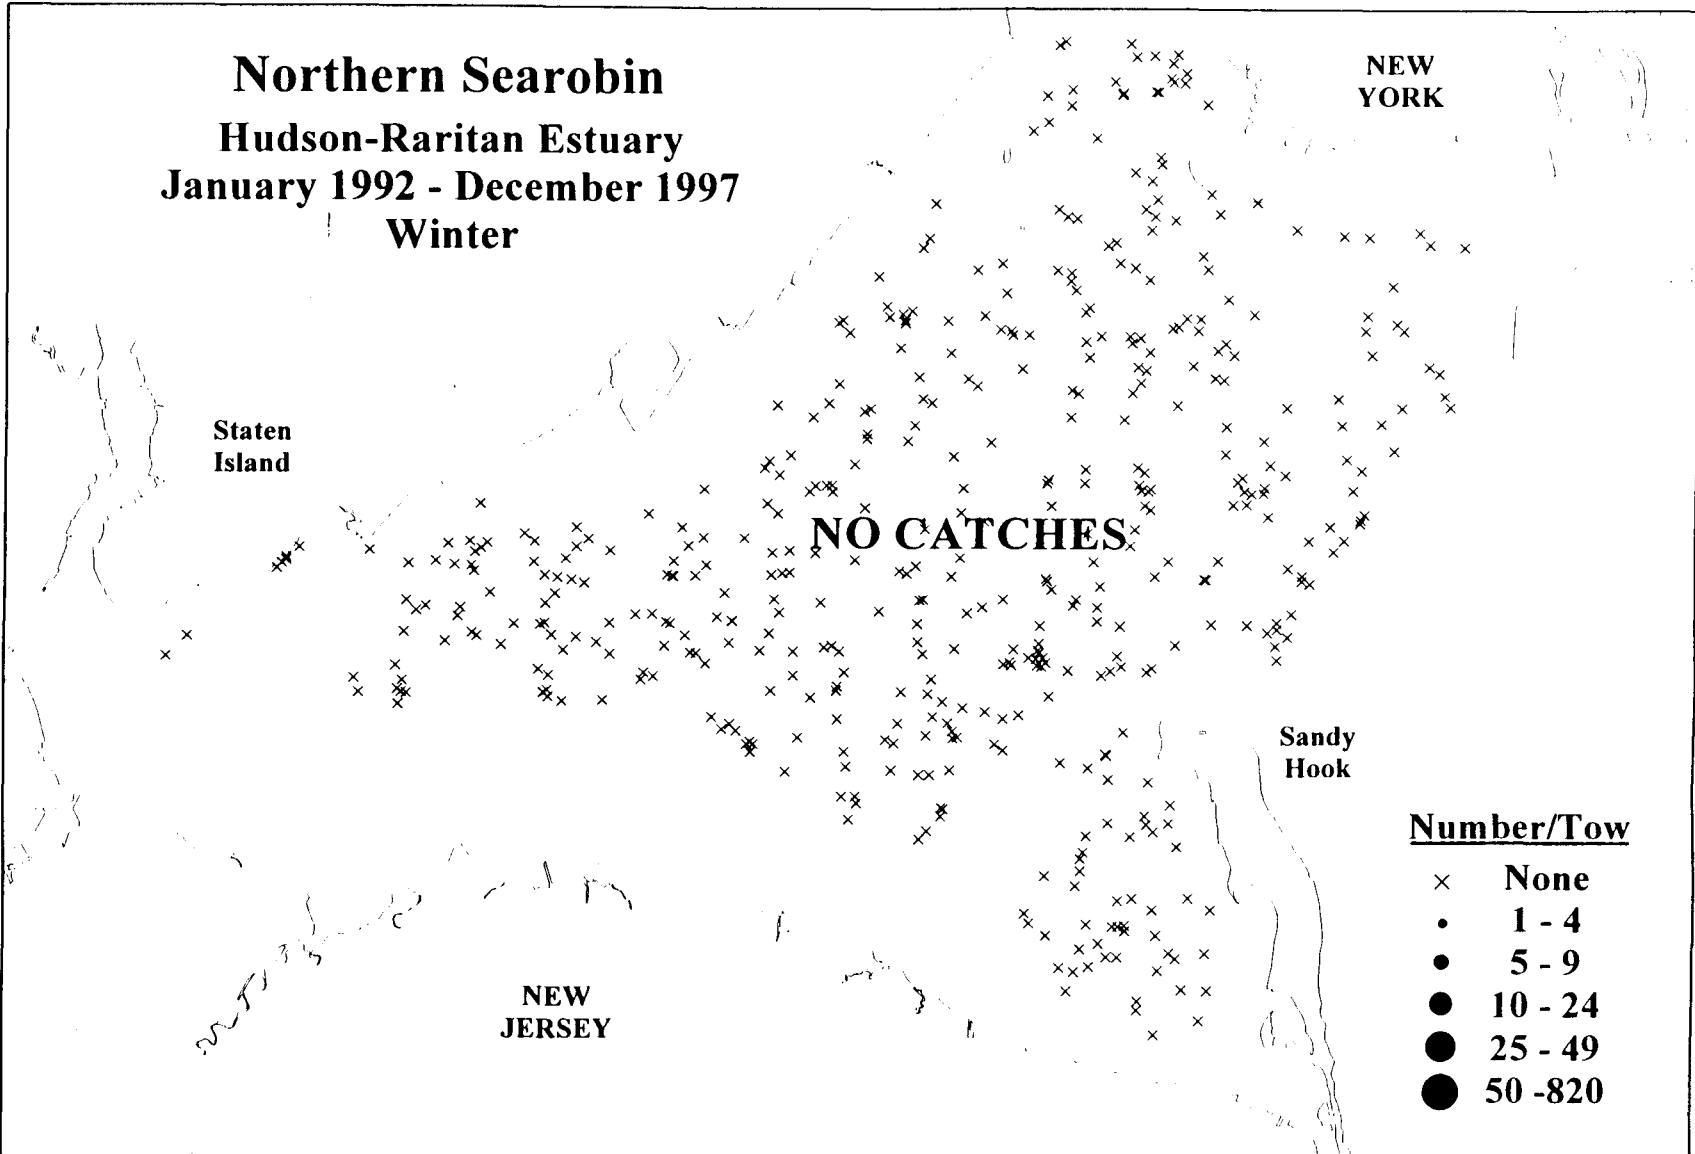 Northern Searobin
Hudson-Raritan Estuary
January 1992 - December 1997
Winter
NEW
YORK
Staten
Island
NO CATCHES
Sandy
Hook
NEW
JERSEY
Number/Tow
None
1 - 4
5 - 9
10 - 24
25 - 49
50 -820